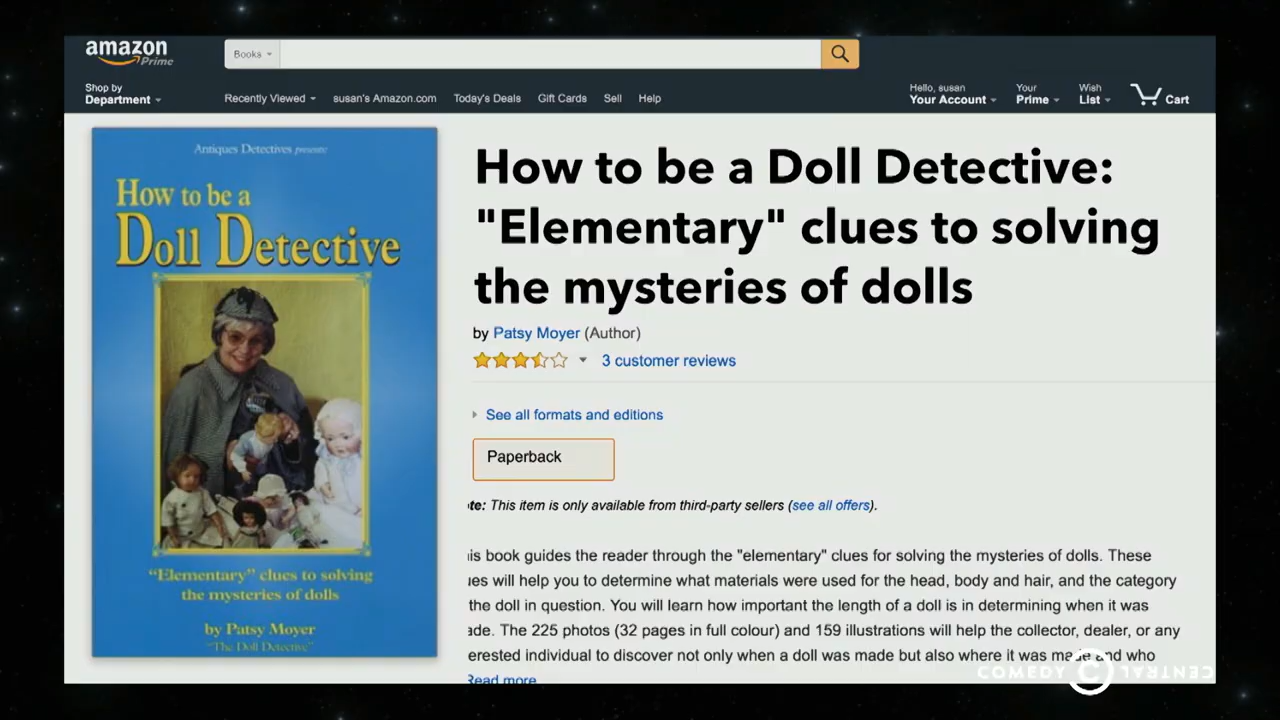 amazon
Prime
Books
Shop by
Department
Recently Viewed
susan's Amazon.com
Today's Deals
Gift Cards
Sell
Help
Hello, susan
Your Account
Your
Prime
Wish
List
Cart
Antiques Detectives presents:
How to be a
Doll Detective
"Elementary" clues to solving
the mysteries of dolls
by Patsy Moyer
"The Doll Detective"
How to be a Doll Detective:
"Elementary" clues to solving
the mysteries of dolls
by Patsy Moyer (Author)
3 customer reviews
See all formats and editions
Paperback
te: This item is only available from third-party sellers (see all offers).
is book guides the reader through the "elementary" clues for solving the mysteries of dolls. These
es will help you to determine what materials were used for the head, body and hair, and the category
the doll in question. You will learn how important the length of a doll is in determining when it was
ade. The 225 photos (32 pages in full colour) and 159 illustrations will help the collector, dealer, or any
erested individual to discover not only when a doll was made but also where it was made and who
Read more
COMEDY CENTRAL